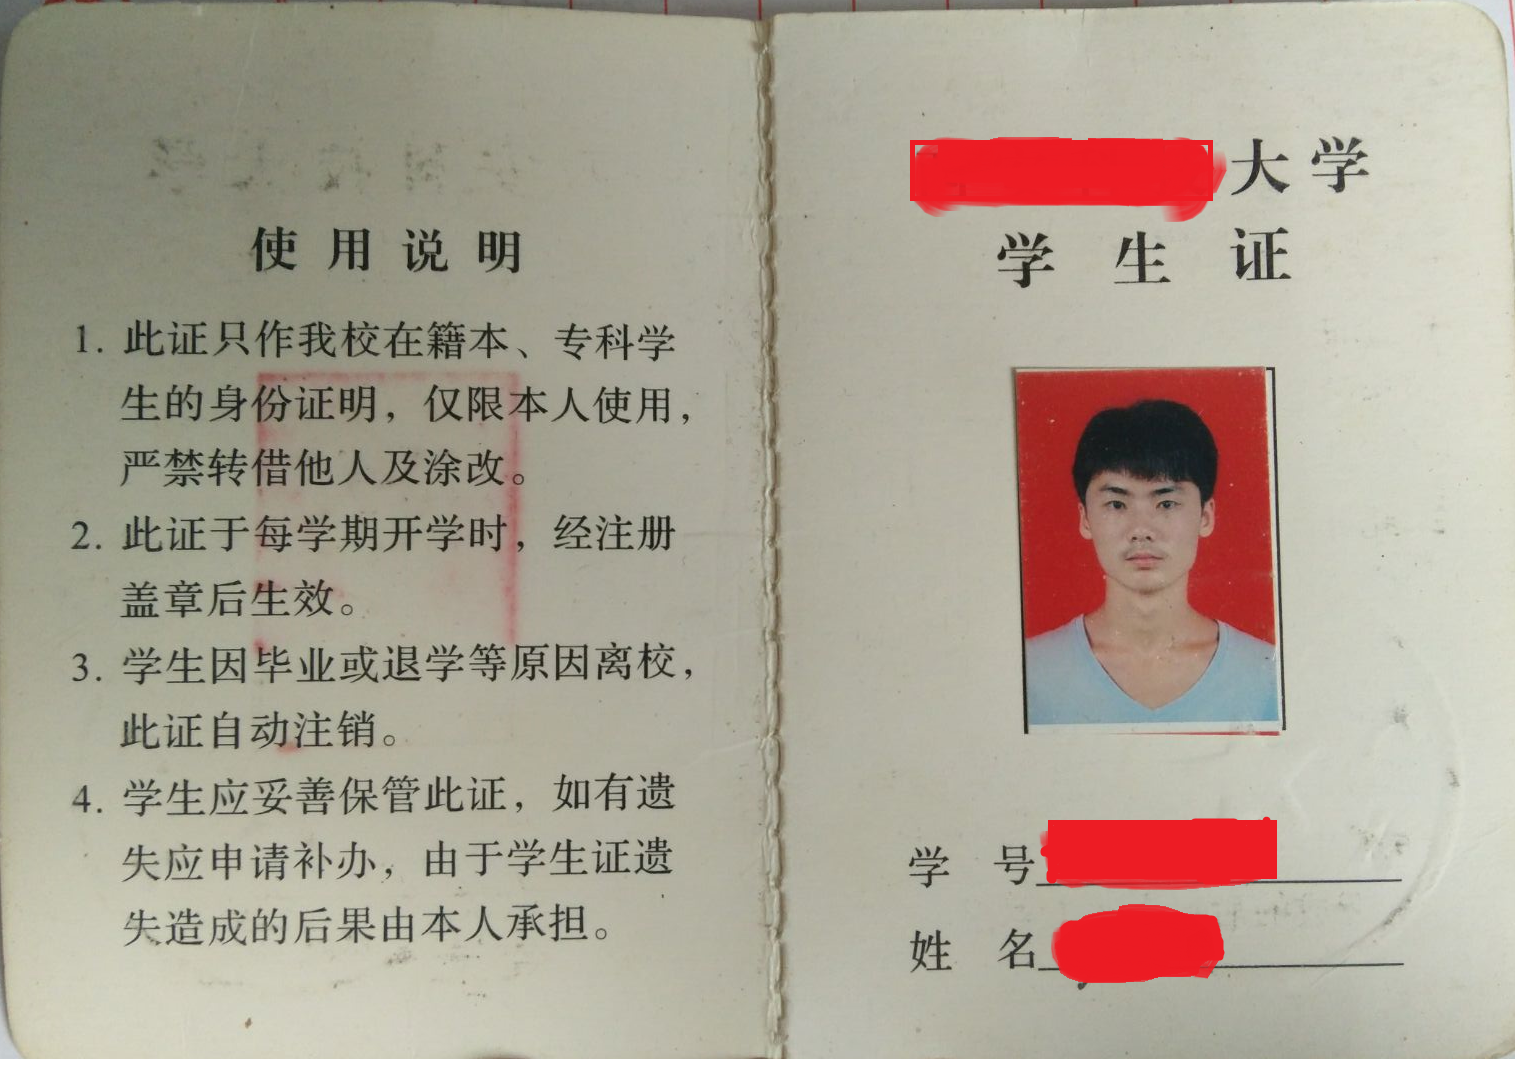 使用说明
1. 此证只作我校在籍本、专科学
生的身份证明，仅限本人使用，
严禁转借他人及涂改。
2. 此证于每学期开学时，经注册
盖章后生效。
3. 学生因毕业或退学等原因离校，
此证自动注销。
4. 学生应妥善保管此证，如有遗
失应申请补办，由于学生证遗
失造成的后果由本人承担。
大学
学生证
学 号
姓 名